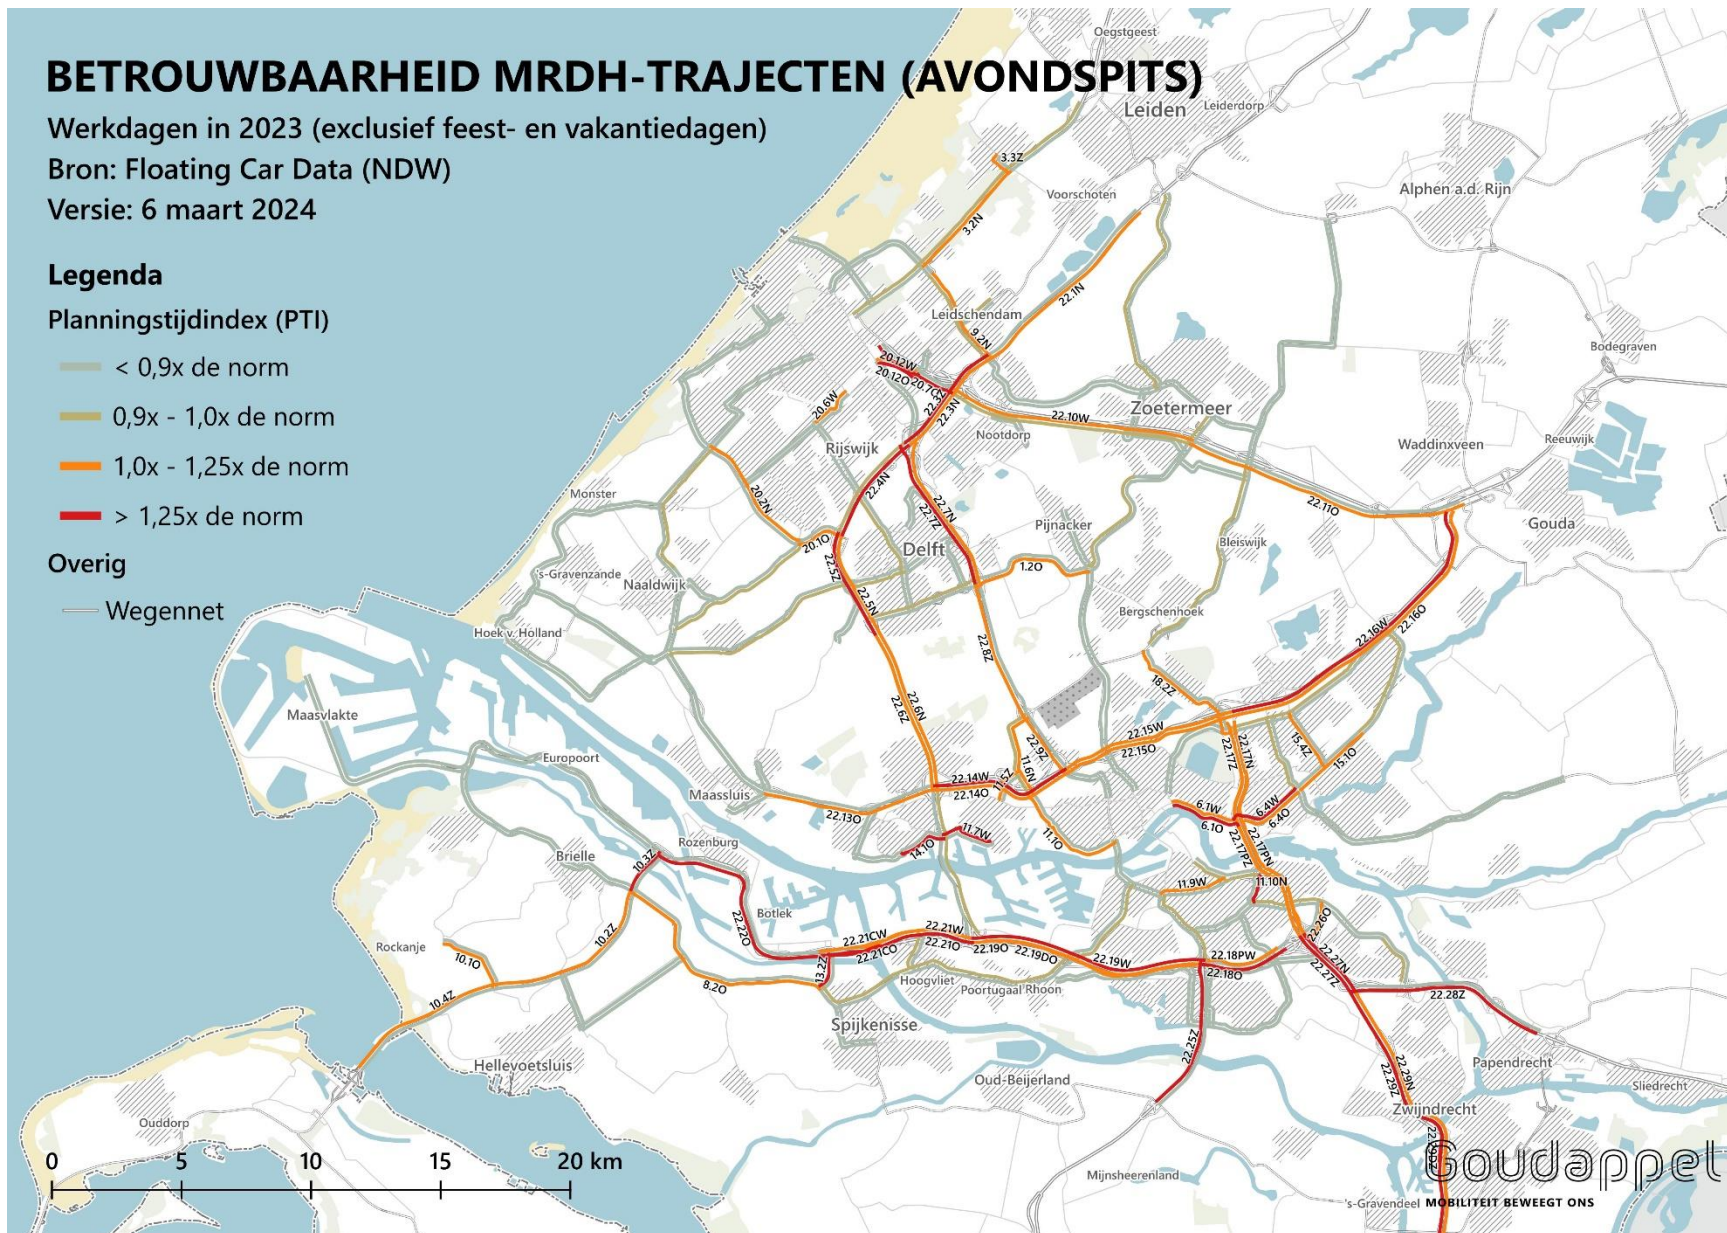 BETROUWBAARHEID MRDH-TRAJECTEN (AVONDSPITS)
Werkdagen in 2023 (exclusief feest- en vakantiedagen)
Bron: Floating Car Data (NDW)
Versie: 6 maart 2024
Legenda
Planningstijdindex (PTI)
< 0,9x de norm
0,9x - 1,0x de norm
1,0x - 1,25x de norm
> 1,25x de norm
Overig
Wegennet
Oegstgeest
Leiden
Leiderdorp
3.3Z
Voorschoten
Alphen a.d. Rijn
3.2N
22.1N
Leidschendam
9.2N
Bodegraven
20.12W
20.12O
20.7O
22.3Z
22.3N
20.6W
Zoetermeer
22.10W
Nootdorp
Rijswijk
Waddinxveen
Reeuwijk
22.4N
20.2N
Monster
22.7N
22.7Z
22.11O
Gouda
Pijnacker
Delft
20.1O
Bleiswijk
22.5Z
1.2O
's-Gravenzande
Naaldwijk
22.5N
Bergschenhoek
Hoek v. Holland
22.16W
22.16O
22.8Z
18.2Z
22.6N
22.6Z
Maasvlakte
22.15W
22.15O
22.17N
22.17Z
15.4Z
15.1O
Europoort
22.9Z
11.6N
11.5Z
22.14W
22.14O
Maassluis
22.13O
6.1W
6.1O
6.4W
6.4O
11.7W
14.1O
11.1O
22.17PZ
22.17PN
Rozenburg
10.3Z
Brielle
11.9W
11.10N
22.22O
Botlek
10.2Z
Rockanje
10.1O
22.21CW
22.21CO
22.21W
22.21O
22.19O
22.19DO
22.19W
22.18PW
22.18O
22.26O
22.27N
22.27Z
13.2Z
8.2O
Hoogvliet
Poortugaal Rhoon
22.28Z
10.4Z
Spijkenisse
22.25Z
Hellevoetsluis
Oud-Beijerland
22.29N
22.29Z
Papendrecht
Sliedrecht
Zwijndrecht
Ouddorp
0 5 10 15 20 km
Mijnsheerenland
's-Gravendeel
Goudappel
MOBILITEIT BEWEEGT ONS